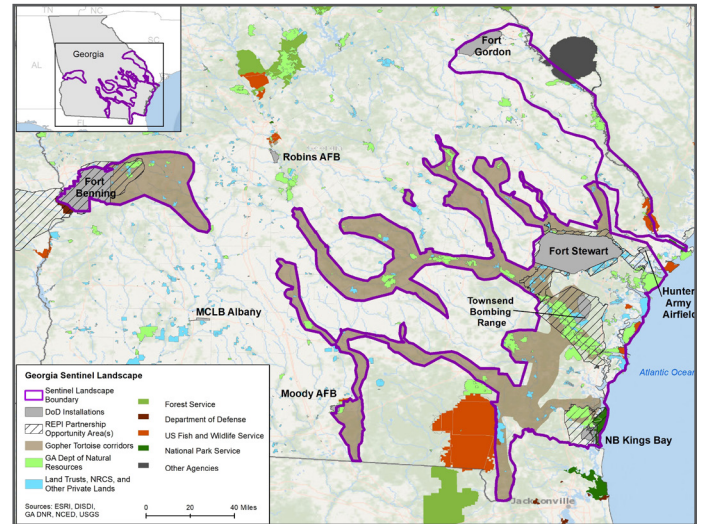 TN
NC
SC
Georgia
AL
FL
Fort
Gordon
Robins AFB
Fort
Benning
Fort Stewart
Hunter
Army
Airfield
Townsend
Bombing
Range
MCLB Albany
Atlantic Ocean
Moody AFB
NB Kings Bay
Jacksonville
Georgia Sentinel Landscape
Sentinel Landscape
Boundary
DoD Installations
REPI Partnership
Opportunity Area(s)
Gopher Tortoise corridors
GA Dept of Natural
Resources
Land Trusts, NRCS, and
Other Private Lands
Forest Service
Department of Defense
US Fish and Wildlife Service
National Park Service
Other Agencies
Sources: ESRI, DISDI,
GA DNR, NCED, USGS
0 20 40 Miles